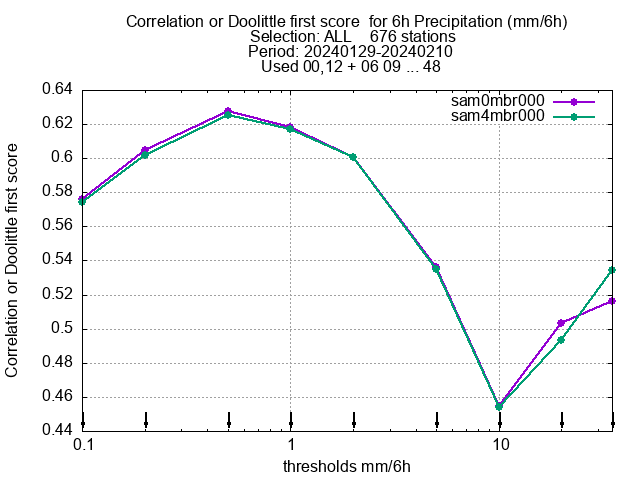 Correlation or Doolittle first score  for 6h Precipitation (mm/6h)
Selection: ALL    676 stations
Period: 20240129-20240210
Used 00,12 + 06 09 ... 48
sam0mbr000
sam4mbr000
Correlation or Doolittle first score
0.64
0.62
0.6
0.58
0.56
0.54
0.52
0.5
0.48
0.46
0.44
0.1 1 10
thresholds mm/6h